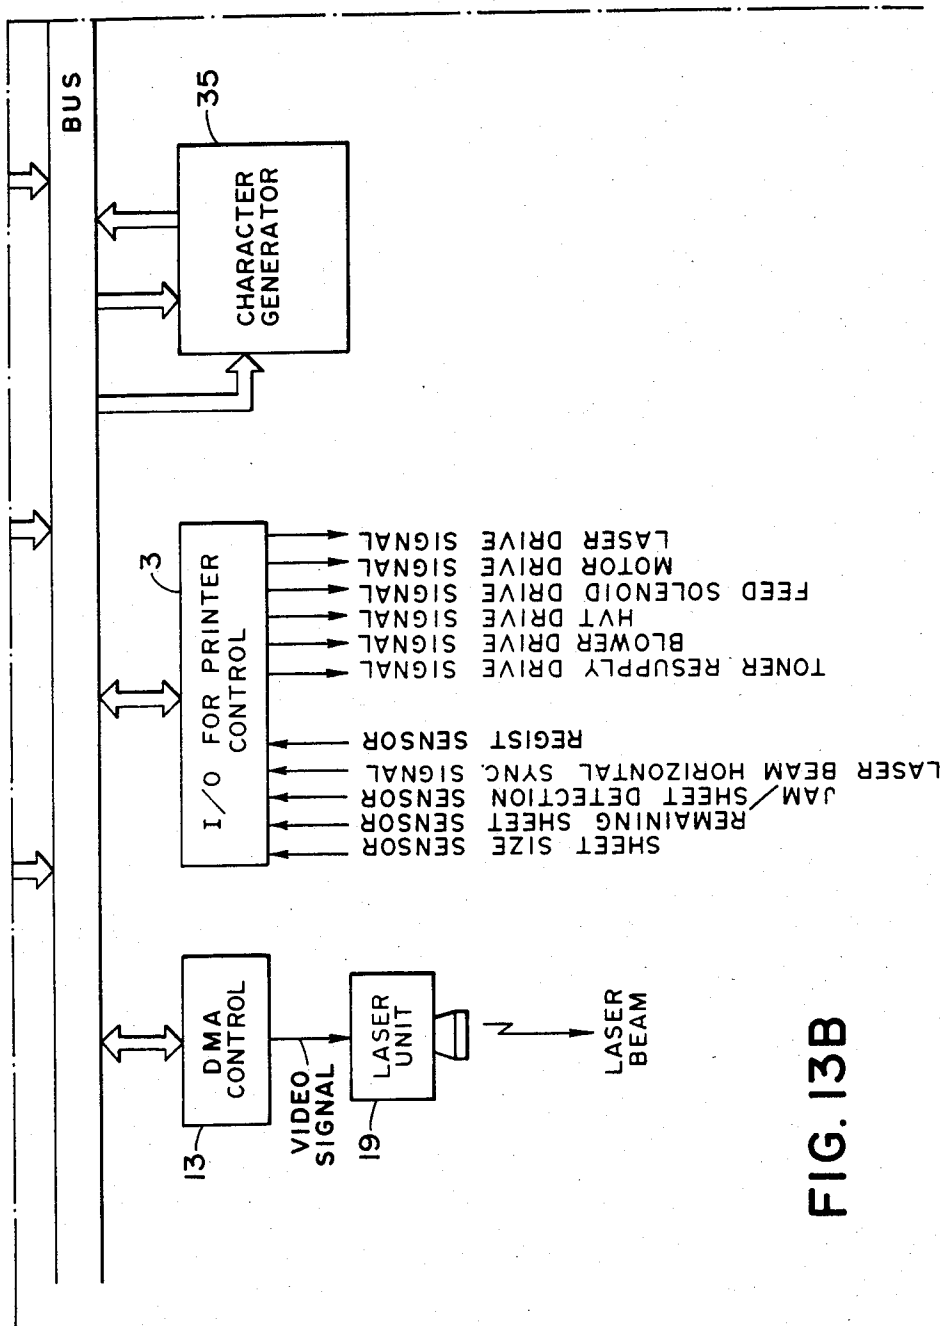 BUS
13
DMA
CONTROL
VIDEO
SIGNAL
19
LASER
UNIT
LASER
BEAM
3
I/O FOR PRINTER
CONTROL
SHEET SIZE SENSOR
REMAINING SHEET SENSOR
JAM/SHEET DETECTION SENSOR
LASER BEAM HORIZONTAL SYNC. SIGNAL
REGIST SENSOR
TONER RESUPPLY DRIVE SIGNAL
BLOWER DRIVE SIGNAL
HVT DRIVE SIGNAL
FEED SOLENOID DRIVE SIGNAL
MOTOR DRIVE SIGNAL
LASER DRIVE SIGNAL
35
CHARACTER
GENERATOR
FIG. 13B